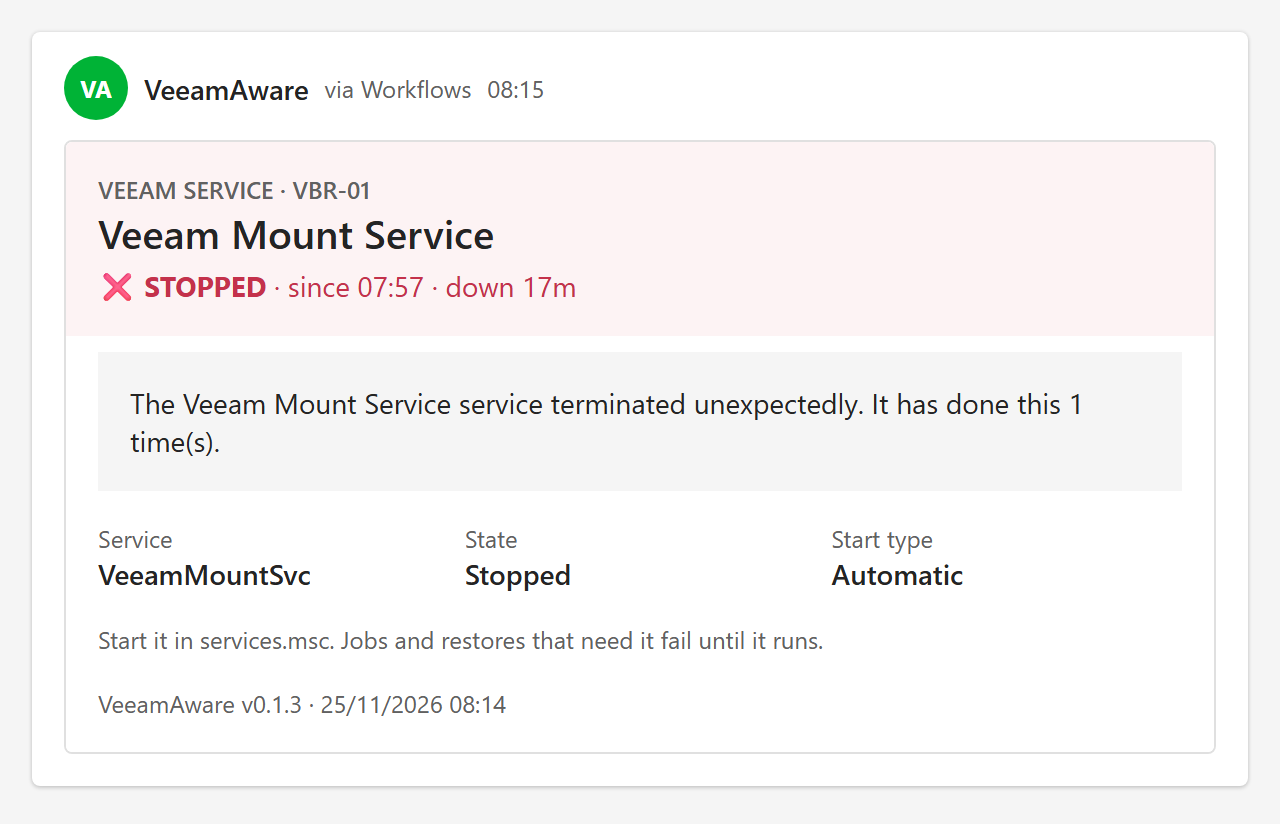 VA
VeeamAware via Workflows 08:15
VEEAM SERVICE · VBR-01
Veeam Mount Service
❌ STOPPED · since 07:57 · down 17m
The Veeam Mount Service service terminated unexpectedly. It has done this 1
time(s).
Service State Start type
VeeamMountSvc Stopped Automatic
Start it in services.msc. Jobs and restores that need it fail until it runs.
VeeamAware v0.1.3 · 25/11/2026 08:14